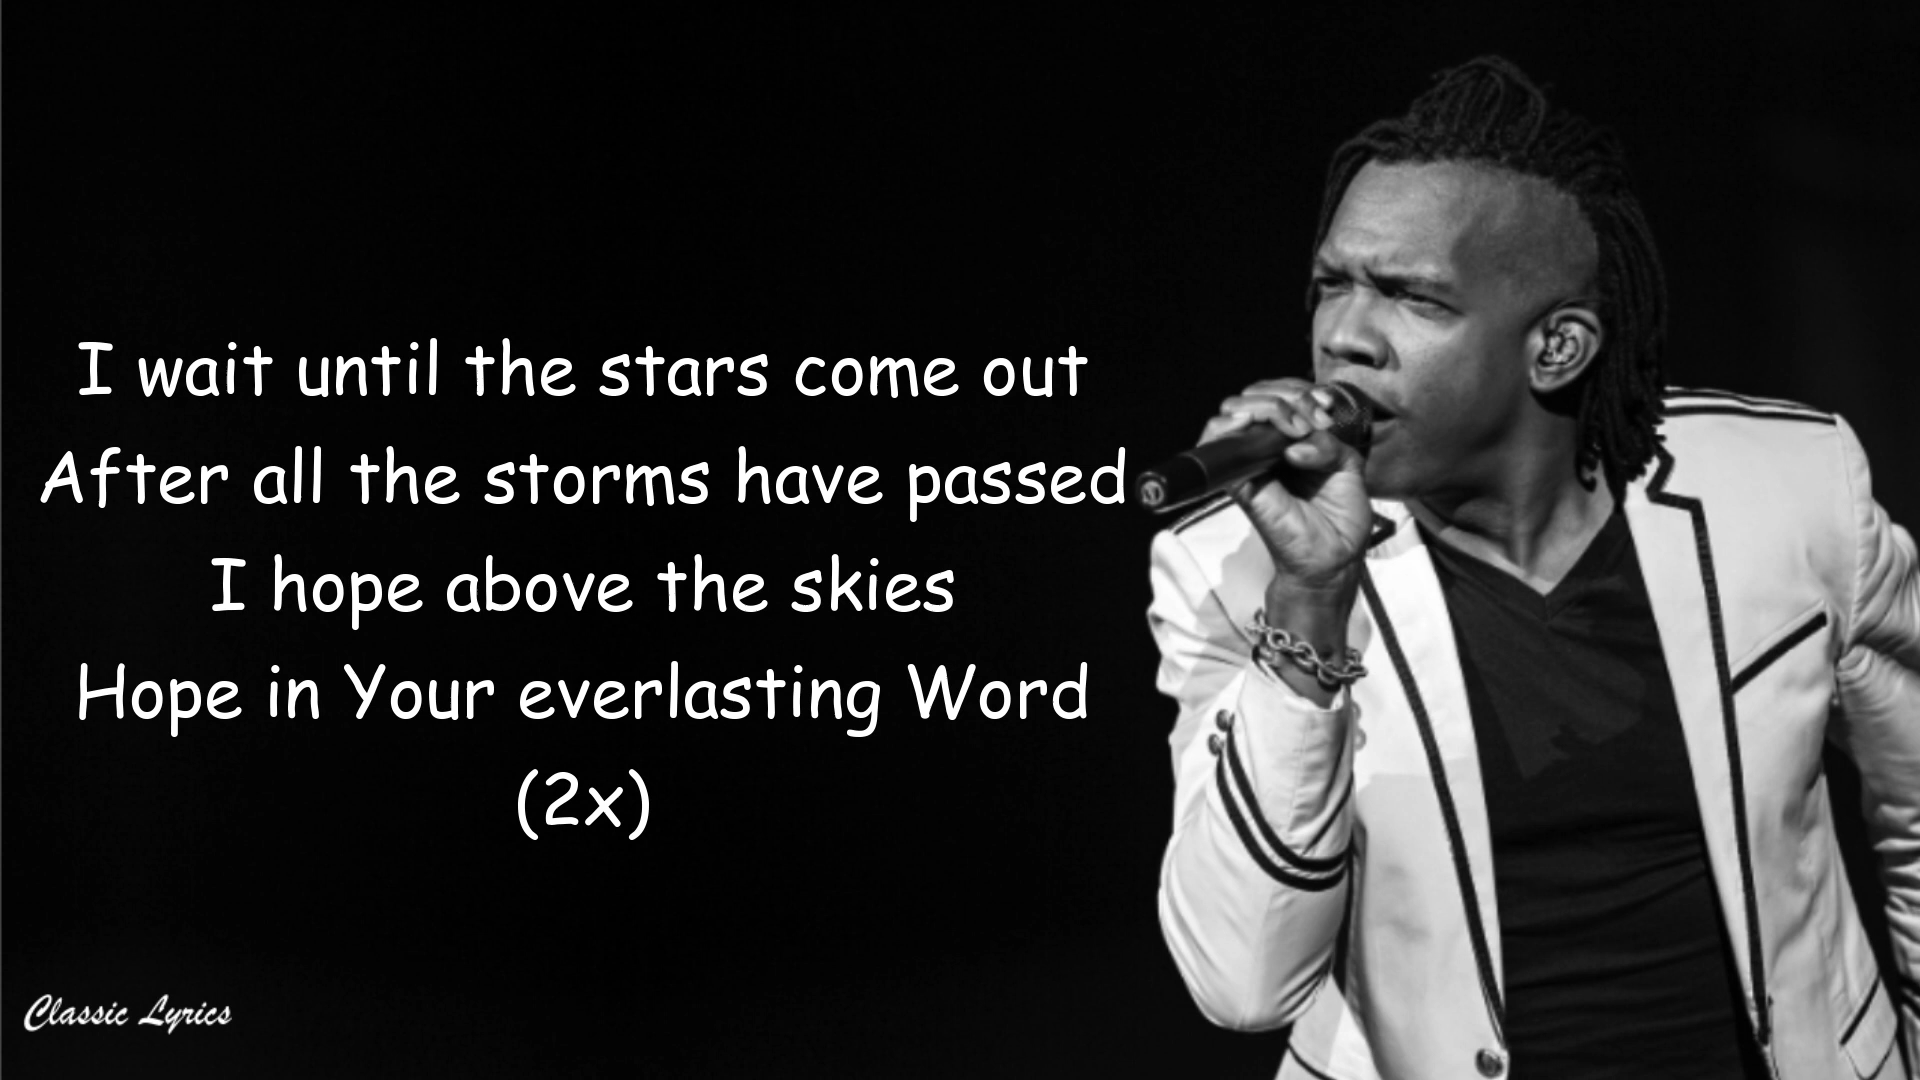 I wait until the stars come out
After all the storms have passed
I hope above the skies
Hope in Your everlasting Word
(2x)
Classic Lyrics